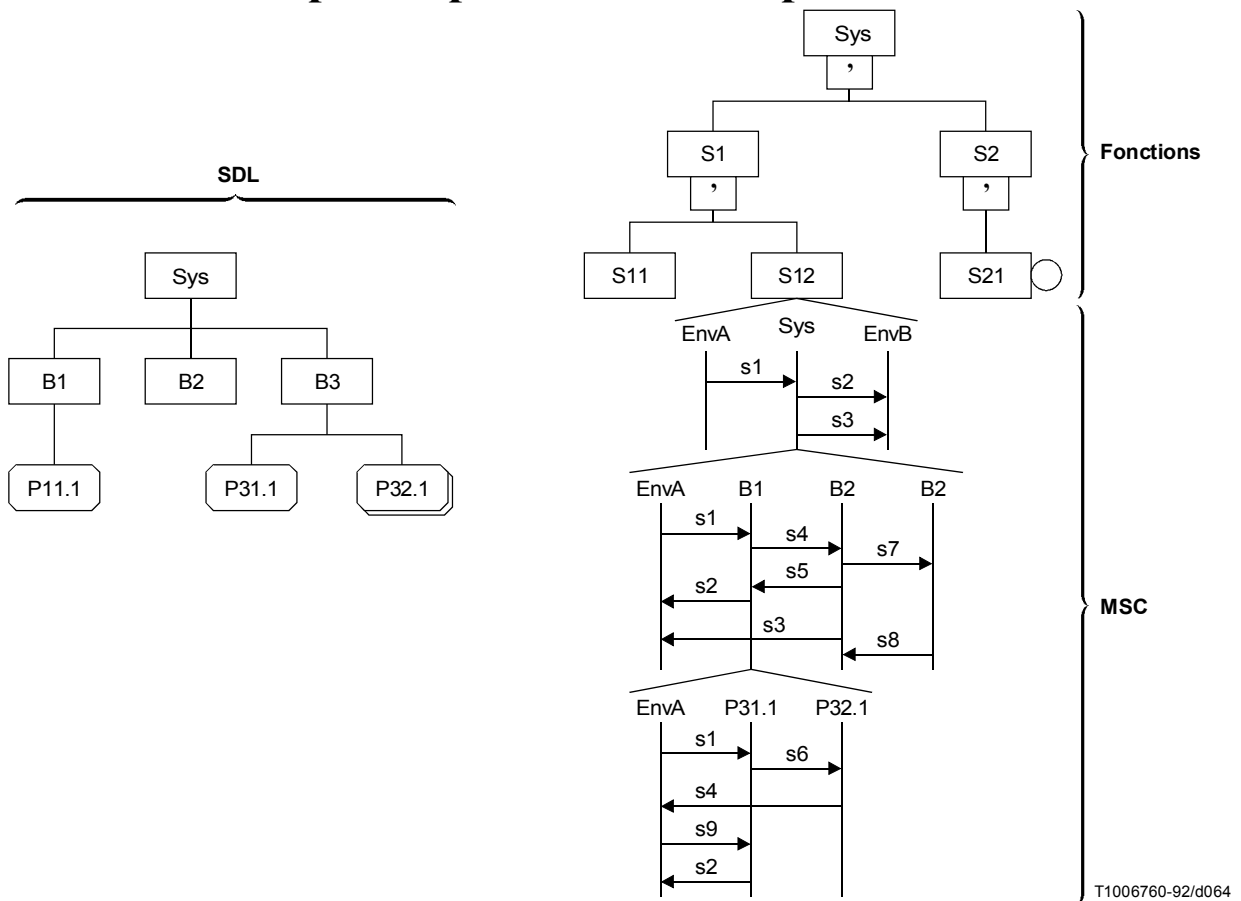 Sys
,
S1
S2
Fonctions
,
,
SDL
S11
S12
S21
Sys
EnvA
Sys
EnvB
B1
B2
B3
s1
s2
s3
P11.1
P31.1
P32.1
EnvA
B1
B2
B2
s1
s4
s7
s5
s2
MSC
s3
s8
EnvA
P31.1
P32.1
s1
s6
s4
s9
s2
T1006760-92/d064